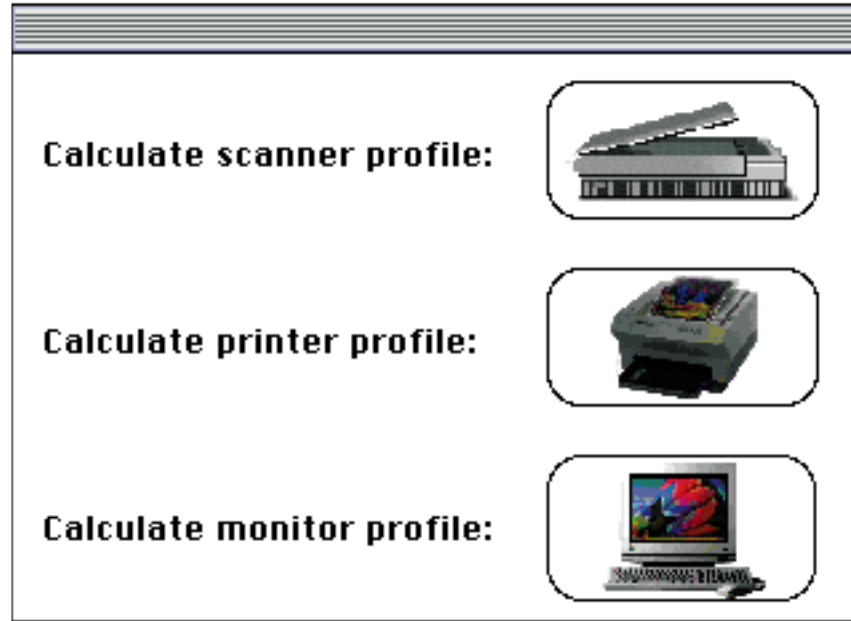 Calculate scanner profile:
Calculate printer profile:
Calculate monitor profile: